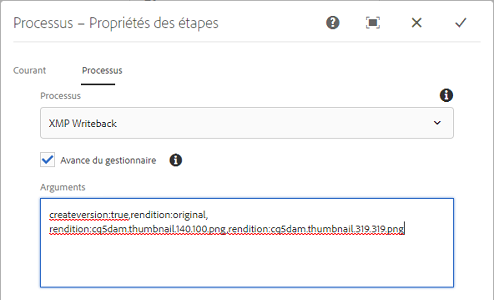 Processus – Propriétés des étapes
Courant
Processus
Processus
XMP Writeback
Avance du gestionnaire
Arguments
createversion:true,rendition:original,
rendition:cq5dam.thumbnail.140.100.png,rendition:cq5dam.thumbnail.319.319.png